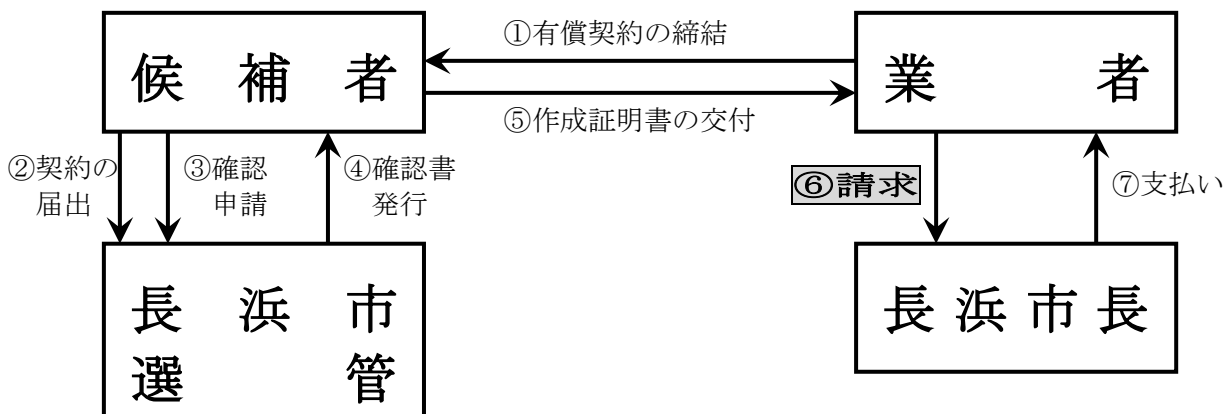 ①有償契約の締結
候補者
業者
⑤作成証明書の交付
②契約の
届出
③確認
申請
④確認書
発行
⑥請求
⑦支払い
長浜市
選管
長浜市長